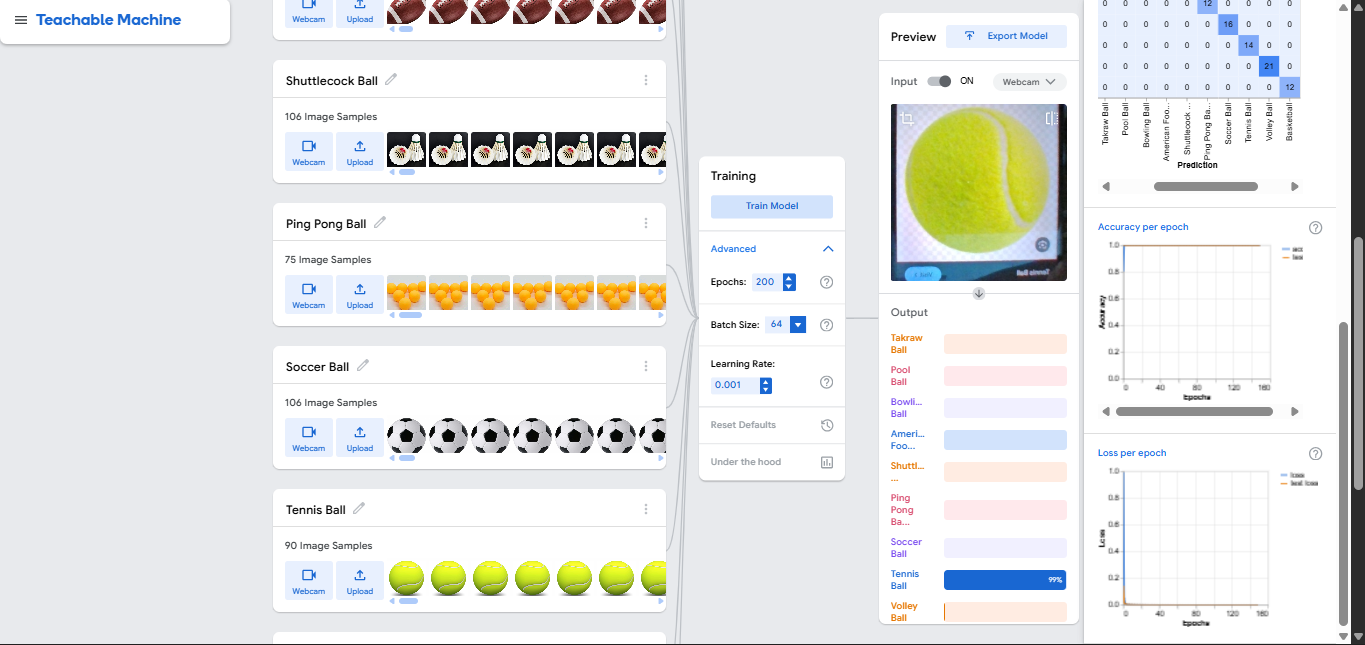 Teachable Machine
Webcam
Upload
Shuttlecock Ball
106 Image Samples
Webcam
Upload
Ping Pong Ball
75 Image Samples
Webcam
Upload
Soccer Ball
106 Image Samples
Webcam
Upload
Tennis Ball
90 Image Samples
Webcam
Upload
Training
Train Model
Advanced
Epochs: 200
Batch Size: 64
Learning Rate:
0.001
Reset Defaults
Under the hood
Preview
Export Model
Input ON Webcam
Tennis Ball
Output
Takraw
Ball
Pool
Ball
Bowli...
Ball
Ameri...
Foo...
Shuttl...
...
Ping
Pong
Ba...
Soccer
Ball
Tennis
Ball
99%
Volley
Ball
0 0 0 0 0 12 0 0 0 0
0 0 0 0 0 0 16 0 0 0
0 0 0 0 0 0 0 14 0 0
0 0 0 0 0 0 0 0 21 0
0 0 0 0 0 0 0 0 0 12
Takraw Ball
Pool Ball
Bowling Ball
American Foo...
Shuttlecock ...
Ping Pong Ba...
Soccer Ball
Tennis Ball
Volley Ball
Basketball
Prediction
Accuracy per epoch
1.0
0.8
0.6
0.4
0.2
0.0
Accuracy
0 40 80 120 160
Epochs
acc
Loss per epoch
1.0
0.8
0.6
0.4
0.2
0.0
Loss
0 40 80 120 160
Epochs
loss
test loss